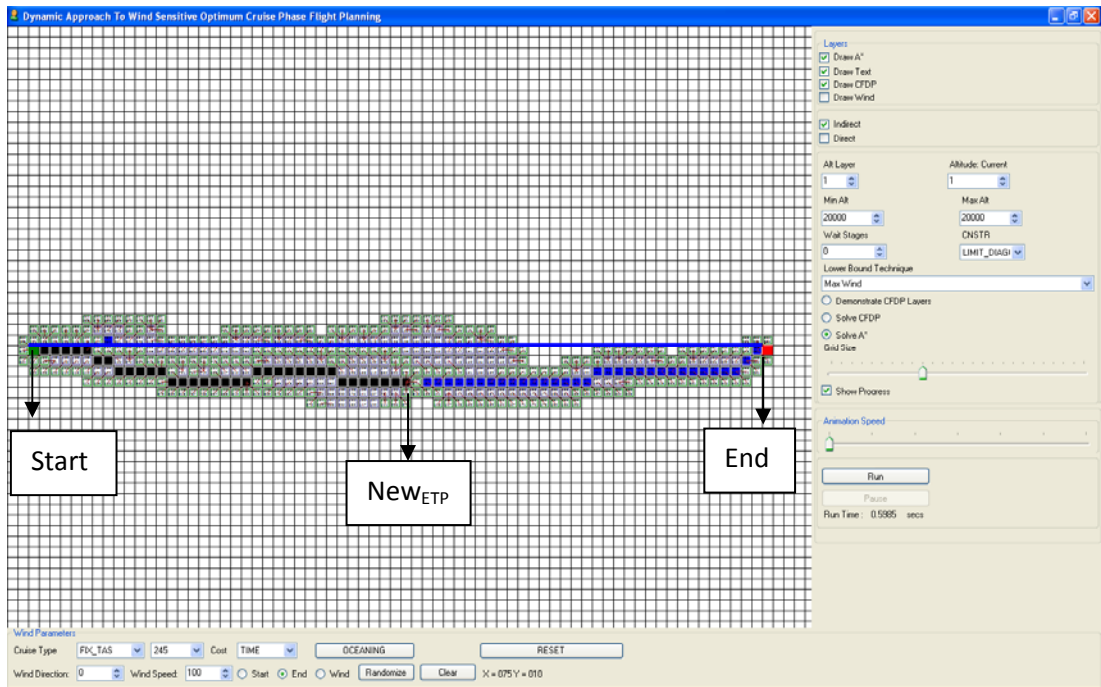 Dynamic Approach To Wind Sensitive Optimum Cruise Phase Flight Planning
Layers
Draw A*
Draw Text
Draw CFDP
Draw Wind
Indirect
Direct
Alt Layer Altitude: Current
1 1
Min Alt Max Alt
20000 20000
Wait Stages CNSTR
0 LIMIT_DIAGI
Lower Bound Technique
Max Wind
Demonstrate CFDP Layers
Solve CFDP
Solve A*
Grid Size
Show Progress
Animation Speed
Run
Pause
Run Time : 0.5985 secs
Start
New_ETP
End
Wind Parameters
Cruise Type FIX_TAS 245 Cost TIME OCEANING RESET
Wind Direction: 0 Wind Speed: 100 Start End Wind Randomize Clear X = 075 Y = 010